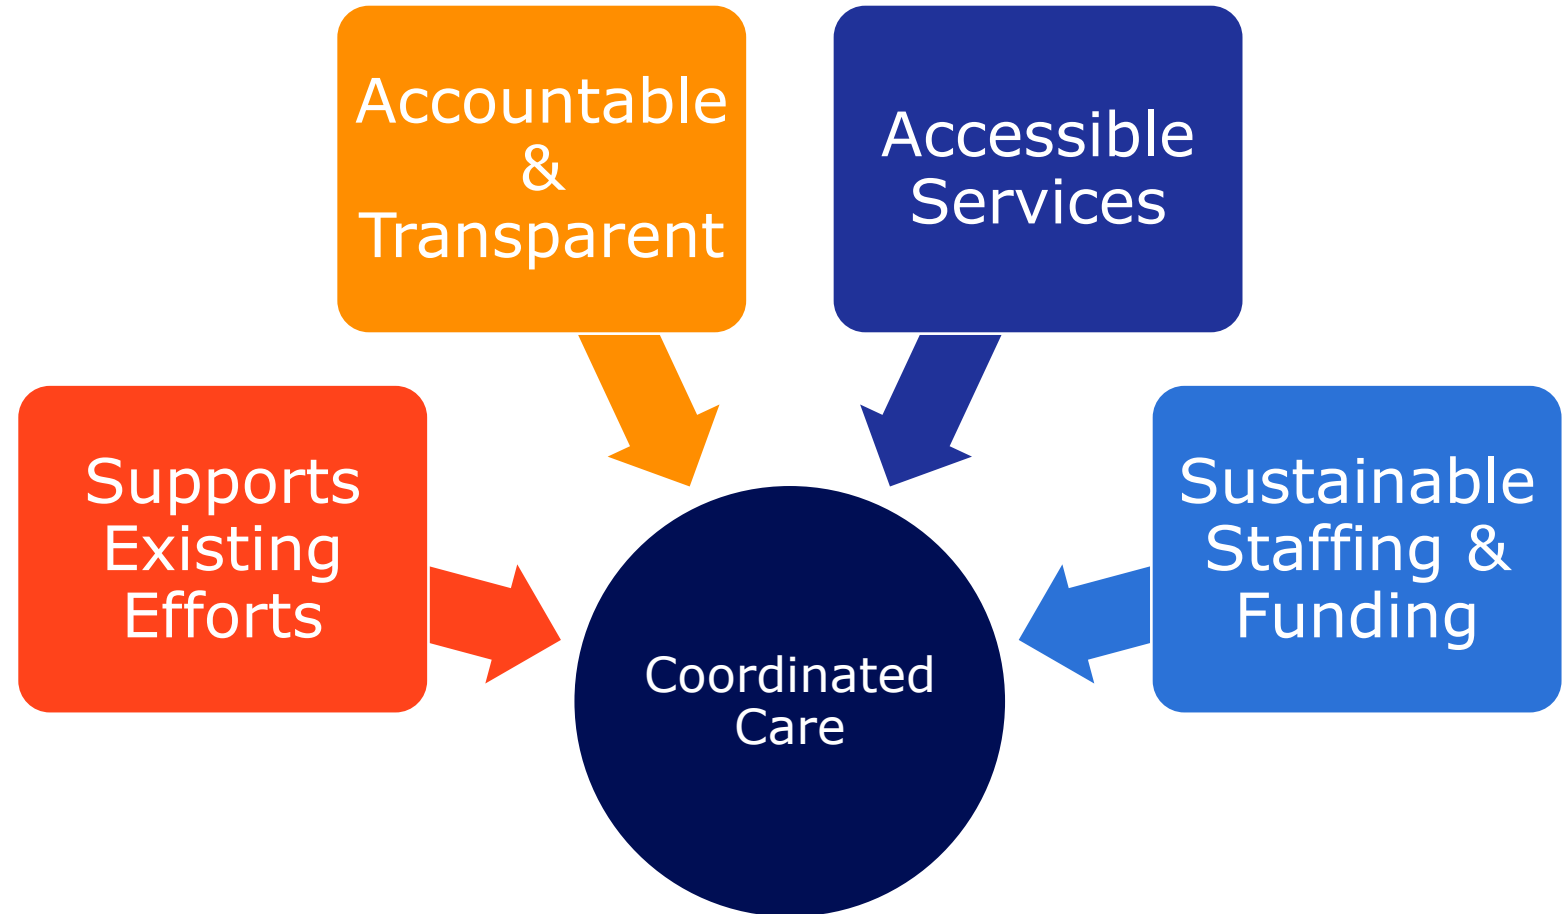 Accountable
&
Transparent
Accessible
Services
Supports
Existing
Efforts
Sustainable
Staffing &
Funding
Coordinated
Care